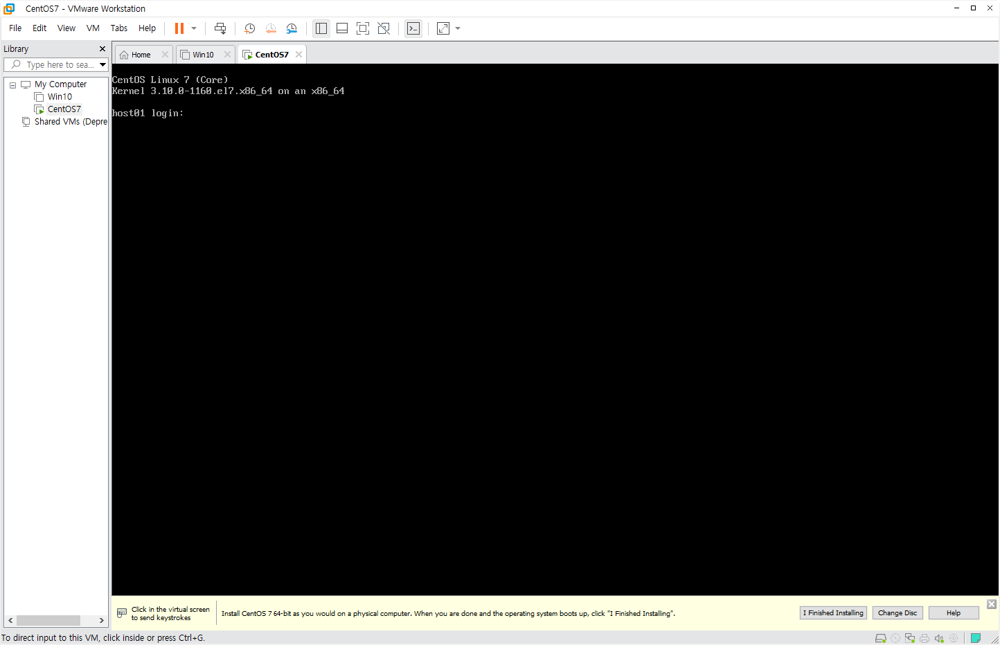 CentOS7 - VMware Workstation
File Edit View VM Tabs Help
Library
Type here to sea...
Home
Win10
CentOS7
My Computer
Win10
CentOS7
Shared VMs (Depre
CentOS Linux 7 (Core)
Kernel 3.10.0-1160.el7.x86_64 on an x86_64
host01 login:
Click in the virtual screen
to send keystrokes
Install CentOS 7 64-bit as you would on a physical computer. When you are done and the operating system boots up, click "I Finished Installing".
I Finished Installing
Change Disc
Help
To direct input to this VM, click inside or press Ctrl+G.